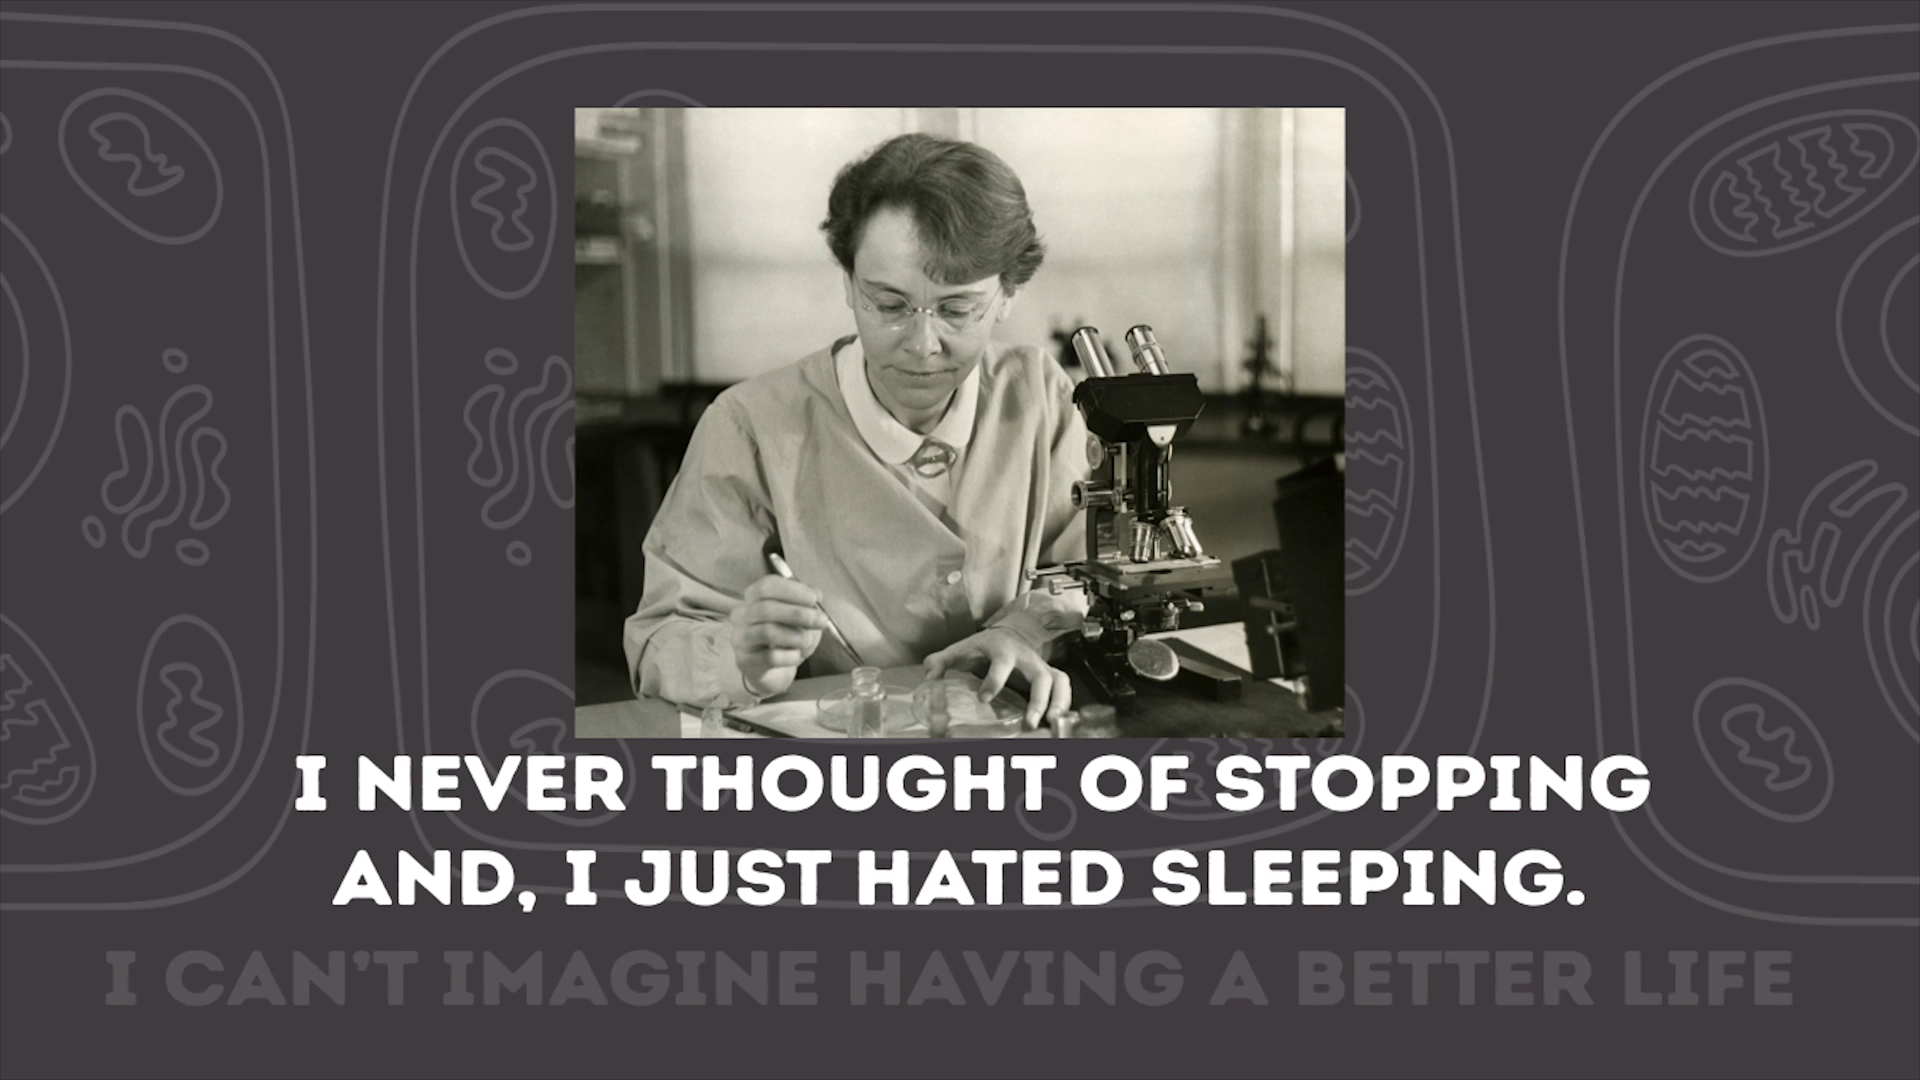 I NEVER THOUGHT OF STOPPING
AND, I JUST HATED SLEEPING.
I CAN'T IMAGINE HAVING A BETTER LIFE